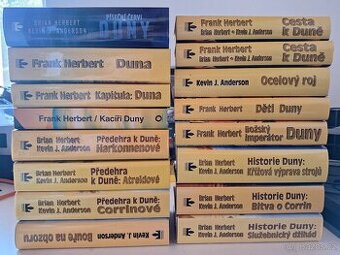 BRIAN HERBERT
KEVIN J. ANDERSON
PÍSEČNÍ ČERVI
DUNY
Frank Herbert
Duna
Frank Herbert
Kapitula: Duna
Frank Herbert / Kacíři Duny
Brian Herbert
Kevin J. Anderson
Předehra k Duně:
Harkonnenové
Brian Herbert
Kevin J. Anderson
Předehra
k Duně: Atreidové
Brian Herbert
Kevin J. Anderson
Předehra k Duně:
Corrinové
Kevin J. Anderson
Bouře na obzoru
Frank Herbert
Brian Herbert • Kevin J. Anderson
Cesta
k Duně
Frank Herbert
Brian Herbert • Kevin J. Anderson
Cesta
k Duně
Kevin J. Anderson
Ocelový roj
Frank Herbert
Děti Duny
Frank Herbert
Božský
imperátor
Duny
Brian Herbert
Kevin J. Anderson
Historie Duny:
Křížová výprava strojů
Brian Herbert
Kevin J. Anderson
Historie Duny:
Bitva o Corrin
Brian Herbert
Kevin J. Anderson
Historie Duny:
Služebnický džihád